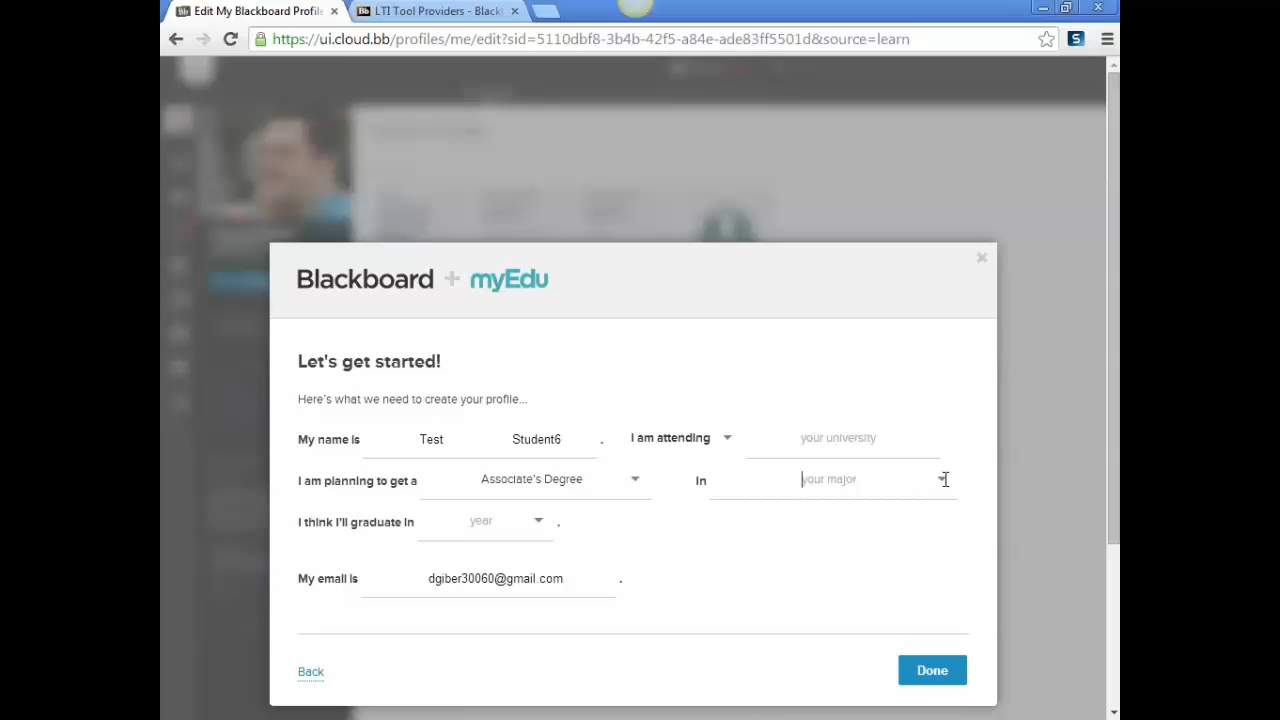 Edit My Blackboard Profile
LTI Tool Providers - Black
https://ui.cloud.bb/profiles/me/edit?sid=5110dbf8-3b4b-42f5-a84e-ade83ff5501d&source=learn
Blackboard + myEdu
Let's get started!
Here's what we need to create your profile...
My name is Test Student6 . I am attending your university
I am planning to get a Associate's Degree In your major
I think I'll graduate in year .
My email is dgiber30060@gmail.com .
Back Done